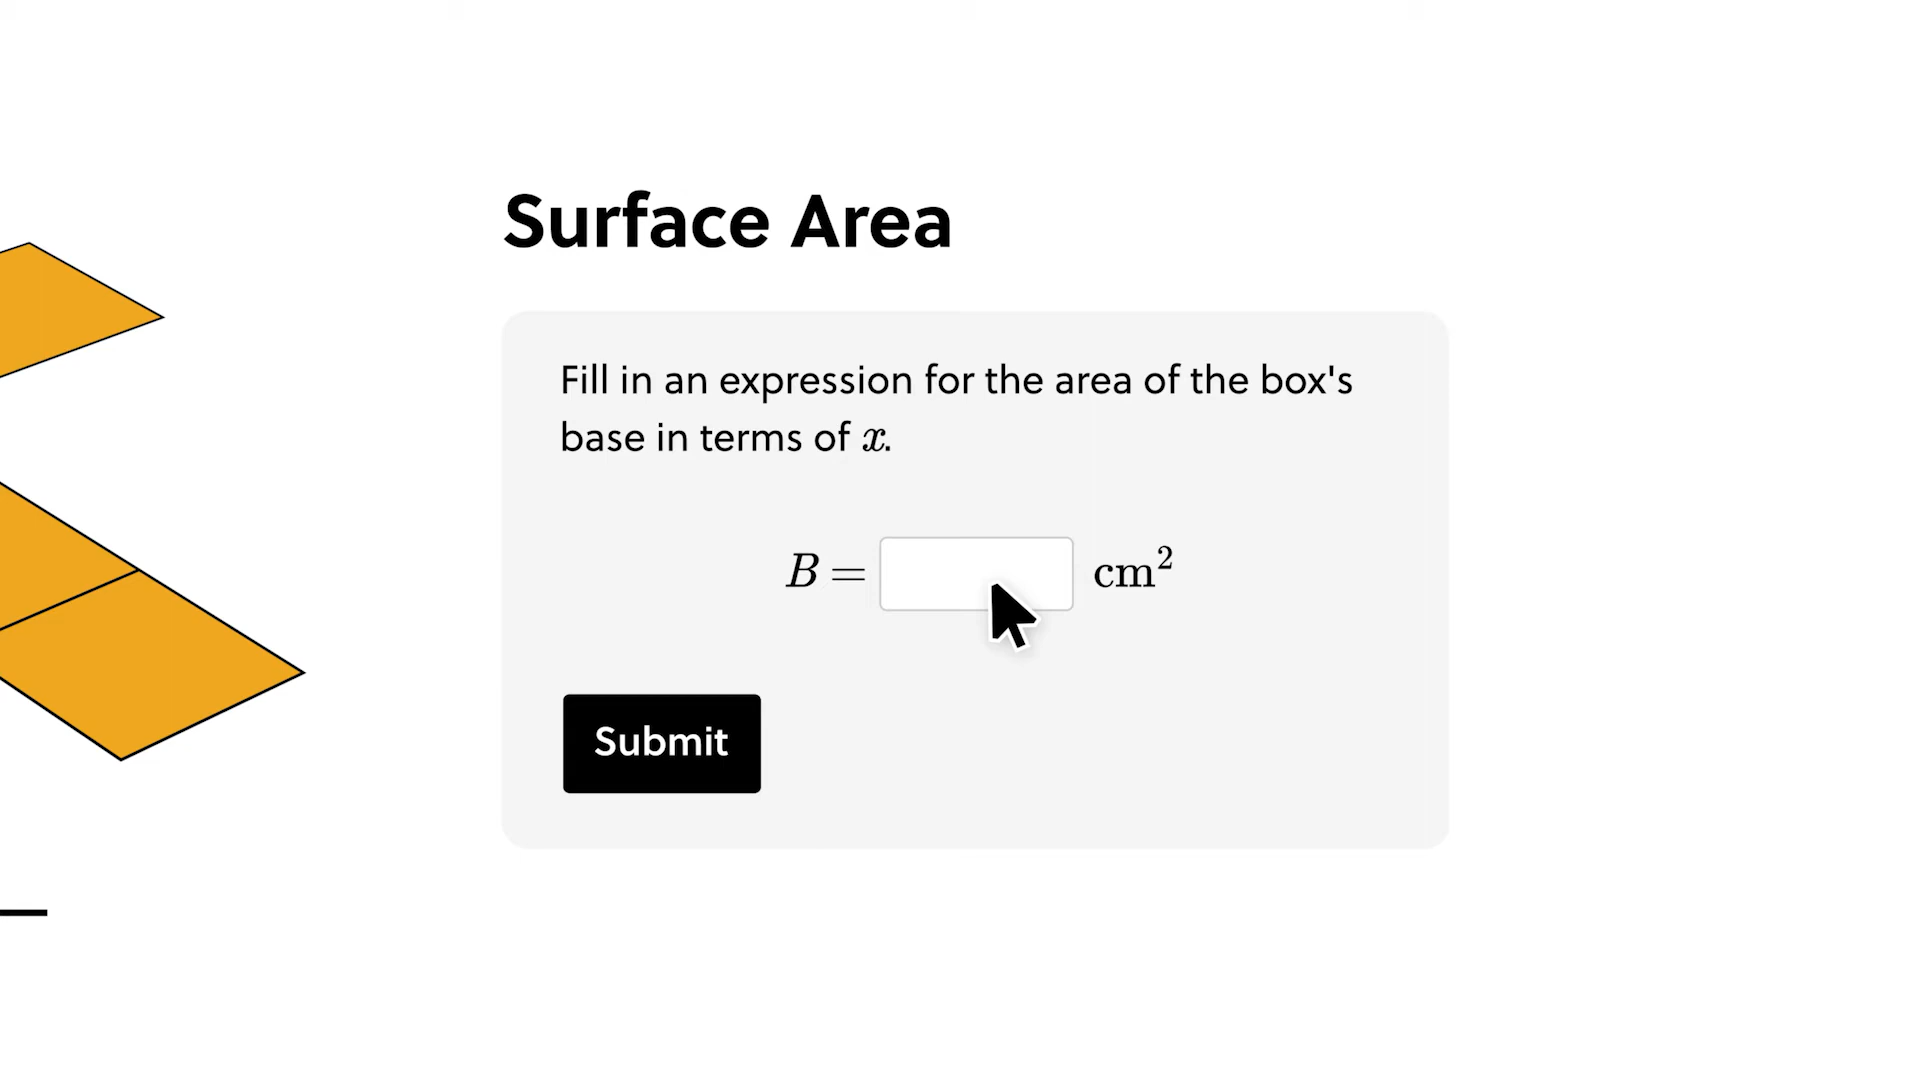 Surface Area
Fill in an expression for the area of the box's
base in terms of x.
B = cm²
Submit